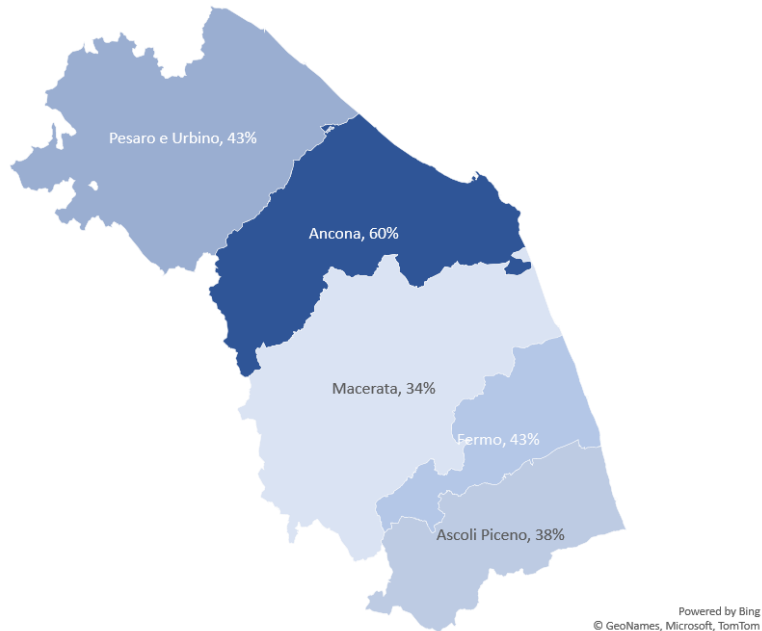 Pesaro e Urbino, 43%
Ancona, 60%
Macerata, 34%
Fermo, 43%
Ascoli Piceno, 38%
Powered by Bing
© GeoNames, Microsoft, TomTom